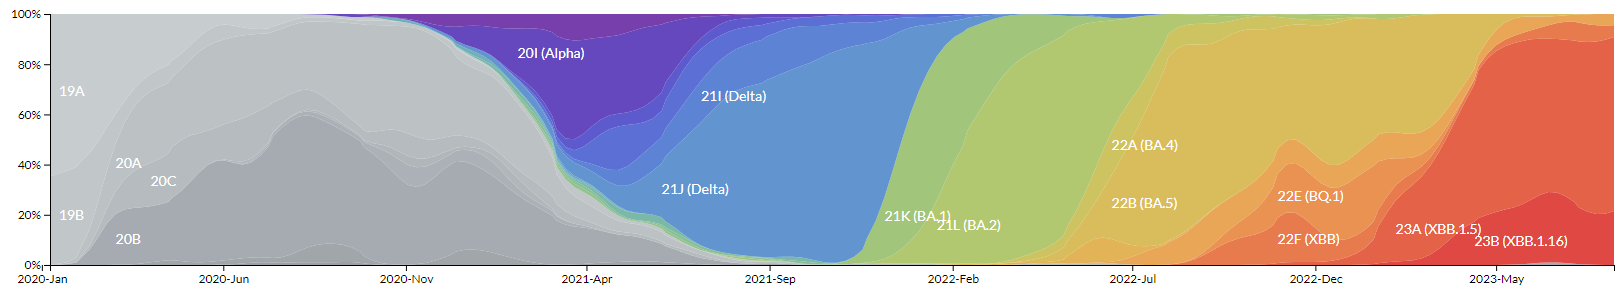 100%
80%
60%
40%
20%
0%
19A
19B
20A
20C
20B
20I (Alpha)
21I (Delta)
21J (Delta)
21K (BA.1)
21L (BA.2)
22A (BA.4)
22B (BA.5)
22E (BQ.1)
22F (XBB)
23A (XBB.1.5)
23B (XBB.1.16)
2020-Jan
2020-Jun
2020-Nov
2021-Apr
2021-Sep
2022-Feb
2022-Jul
2022-Dec
2023-May